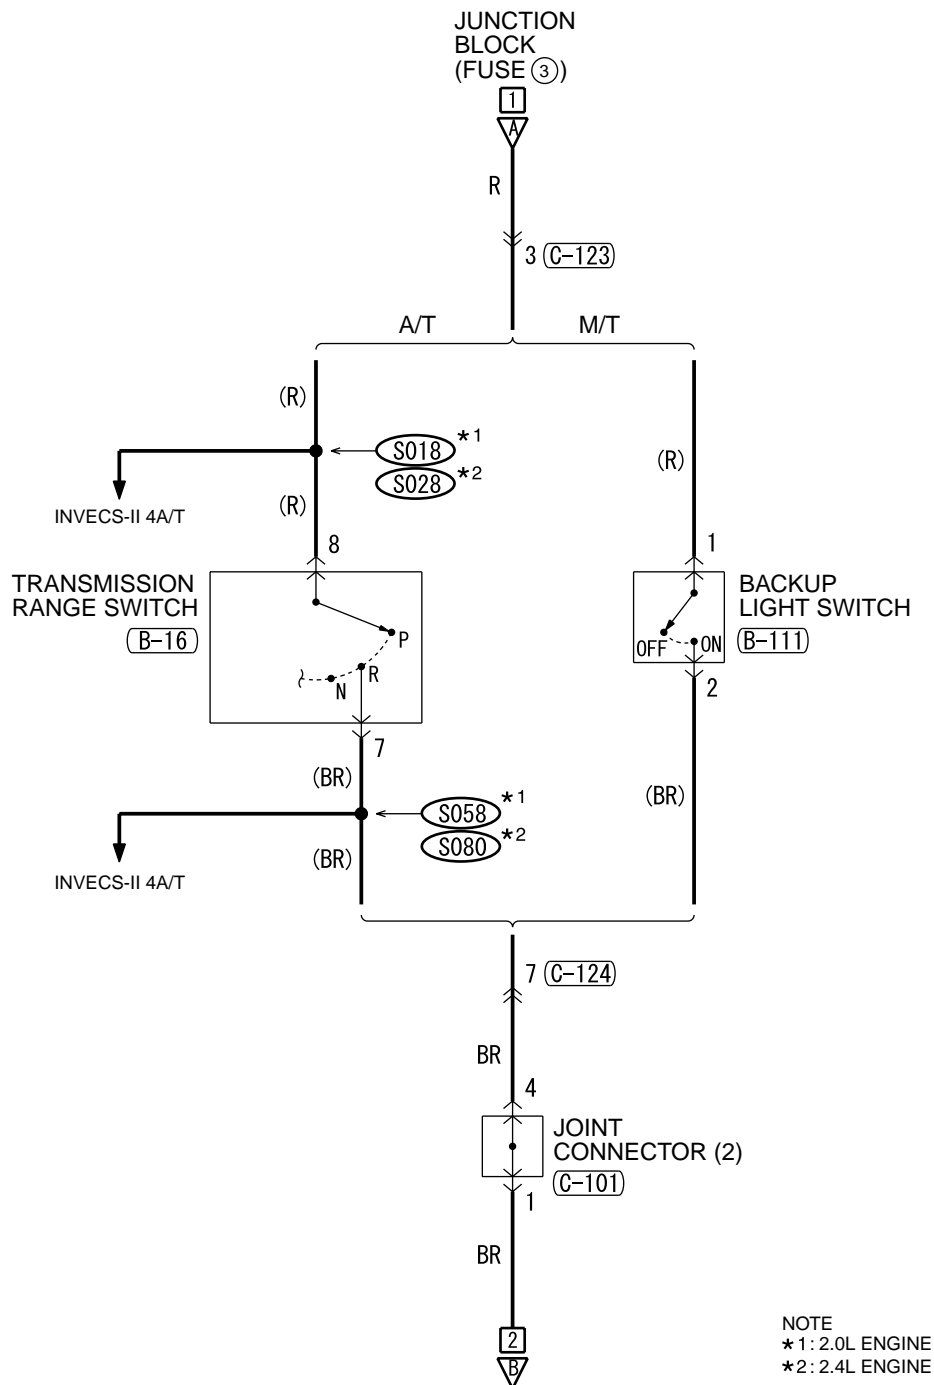 JUNCTION
BLOCK
(FUSE ③)
1
A
R
3 C-123
A/T
M/T
(R)
S018 *1
S028 *2
(R)
(R)
INVECS-II 4A/T
8
1
TRANSMISSION
RANGE SWITCH
B-16
P
R
N
BACKUP
LIGHT SWITCH
B-111
OFF
ON
7
2
(BR)
(BR)
S058 *1
S080 *2
(BR)
INVECS-II 4A/T
7 C-124
BR
4
JOINT
CONNECTOR (2)
C-101
1
BR
2
B
NOTE
*1: 2.0L ENGINE
*2: 2.4L ENGINE